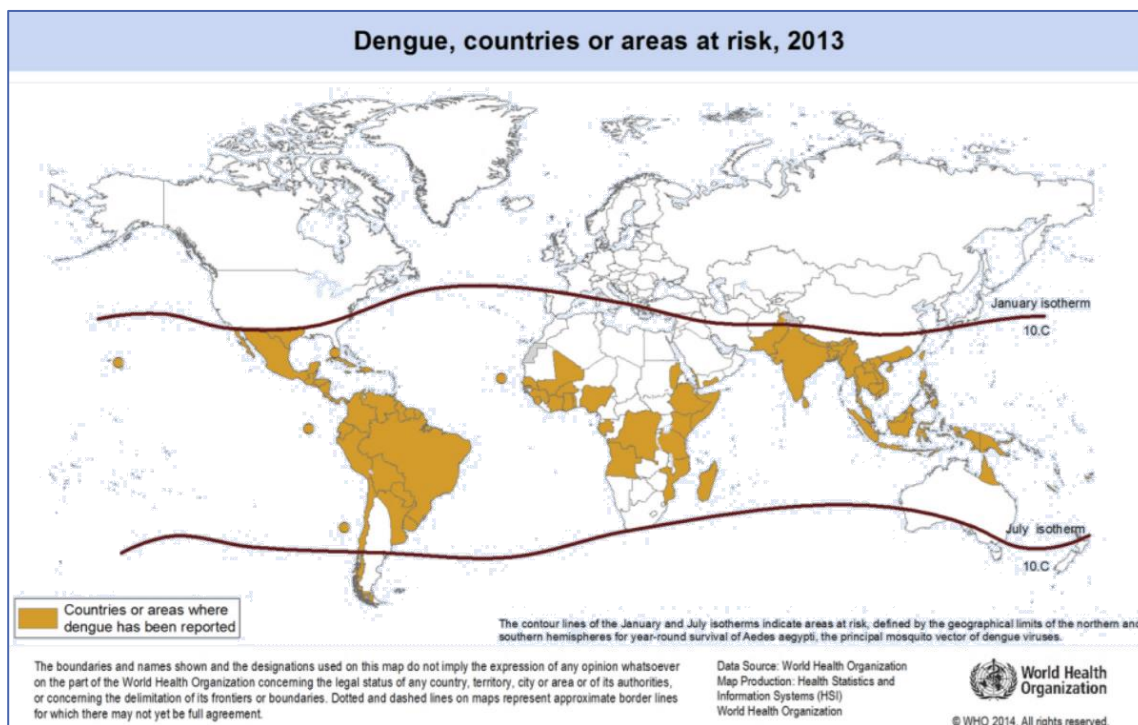 Dengue, countries or areas at risk, 2013
January isotherm
10.C
July isotherm
10.C
Countries or areas where
dengue has been reported
The contour lines of the January and July isotherms indicate areas at risk, defined by the geographical limits of the northern and
southern hemispheres for year-round survival of Aedes aegypti, the principal mosquito vector of dengue viruses.
The boundaries and names shown and the designations used on this map do not imply the expression of any opinion whatsoever
on the part of the World Health Organization concerning the legal status of any country, territory, city or area or of its authorities,
or concerning the delimitation of its frontiers or boundaries. Dotted and dashed lines on maps represent approximate border lines
for which there may not yet be full agreement.
Data Source: World Health Organization
Map Production: Health Statistics and
Information Systems (HSI)
World Health Organization
World Health
Organization
© WHO 2014. All rights reserved.